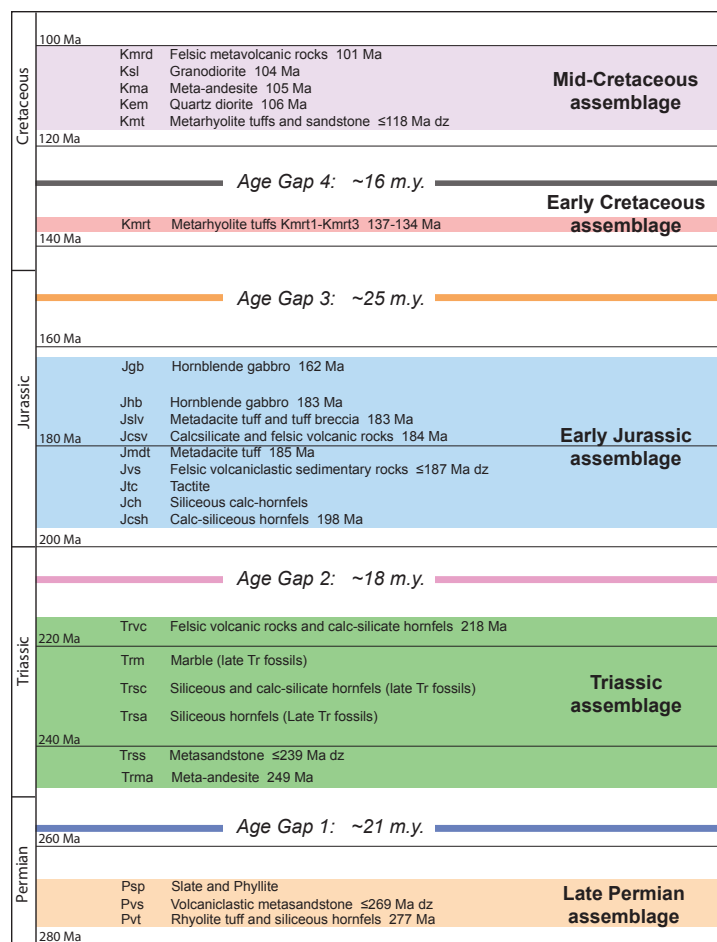 100 Ma
Kmrd Felsic metavolcanic rocks 101 Ma
Ksl Granodiorite 104 Ma
Kma Meta-andesite 105 Ma
Kem Quartz diorite 106 Ma
Kmt Metarhyolite tuffs and sandstone ≤118 Ma dz
Mid-Cretaceous
assemblage
Cretaceous
120 Ma
Age Gap 4: ~16 m.y.
Early Cretaceous
assemblage
Kmrt Metarhyolite tuffs Kmrt1-Kmrt3 137-134 Ma
140 Ma
Age Gap 3: ~25 m.y.
160 Ma
Jgb Hornblende gabbro 162 Ma
Jhb Hornblende gabbro 183 Ma
Jslv Metadacite tuff and tuff breccia 183 Ma
Jcsv Calcsilicate and felsic volcanic rocks 184 Ma
180 Ma
Jmdt Metadacite tuff 185 Ma
Jvs Felsic volcaniclastic sedimentary rocks ≤187 Ma dz
Jtc Tactite
Jch Siliceous calc-hornfels
Jcsh Calc-siliceous hornfels 198 Ma
Early Jurassic
assemblage
Jurassic
200 Ma
Age Gap 2: ~18 m.y.
Trvc Felsic volcanic rocks and calc-silicate hornfels 218 Ma
220 Ma
Trm Marble (late Tr fossils)
Trsc Siliceous and calc-silicate hornfels (late Tr fossils)
Trsa Siliceous hornfels (Late Tr fossils)
Triassic
assemblage
Triassic
240 Ma
Trss Metasandstone ≤239 Ma dz
Trma Meta-andesite 249 Ma
Age Gap 1: ~21 m.y.
260 Ma
Psp Slate and Phyllite
Pvs Volcaniclastic metasandstone ≤269 Ma dz
Pvt Rhyolite tuff and siliceous hornfels 277 Ma
Late Permian
assemblage
Permian
280 Ma